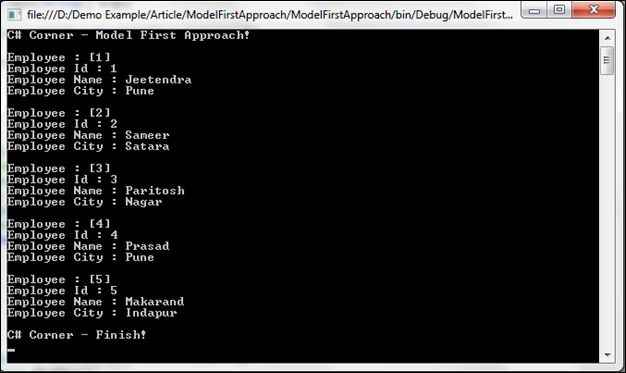 file:///D:/Demo Example/Article/ModelFirstApproach/ModelFirstApproach/bin/Debug/ModelFirst...
C# Corner - Model First Approach!
Employee : [1]
Employee Id : 1
Employee Name : Jeetendra
Employee City : Pune
Employee : [2]
Employee Id : 2
Employee Name : Sameer
Employee City : Satara
Employee : [3]
Employee Id : 3
Employee Name : Paritosh
Employee City : Nagar
Employee : [4]
Employee Id : 4
Employee Name : Prasad
Employee City : Pune
Employee : [5]
Employee Id : 5
Employee Name : Makarand
Employee City : Indapur
C# Corner - Finish!